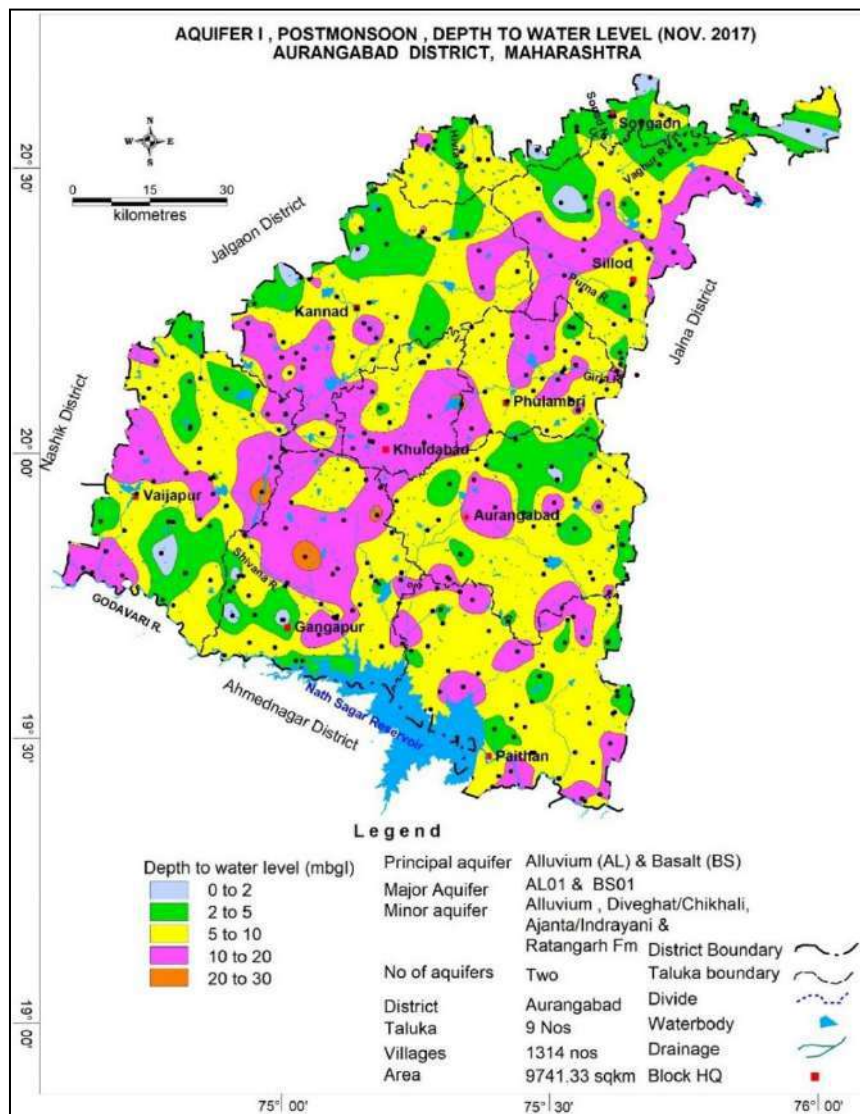 AQUIFER I , POSTMONSOON , DEPTH TO WATER LEVEL (NOV. 2017)
AURANGABAD DISTRICT, MAHARASHTRA
N
W E
S
0 15 30
kilometres
20° 30'
20° 00'
19° 30'
19° 00'
75° 00'
75° 30'
76° 00'
Jalgaon District
Nashik District
Jalna District
Ahmednagar District
Soygaon
Vaghur R.
Sillod
Purna R.
Kannad
Girja R.
Phulambri
Khuldabad
Vaijapur
Aurangabad
Shivana R.
GODAVARI R.
Gangapur
Nath Sagar Reservoir
Paithan
Legend
Depth to water level (mbgl)
0 to 2
2 to 5
5 to 10
10 to 20
20 to 30
Principal aquifer Alluvium (AL) & Basalt (BS)
Major Aquifer AL01 & BS01
Minor aquifer Alluvium , Diveghat/Chikhali,
Ajanta/Indrayani &
Ratangarh Fm
No of aquifers Two
District Aurangabad
Taluka 9 Nos
Villages 1314 nos
Area 9741.33 sqkm
District Boundary
Taluka boundary
Divide
Waterbody
Drainage
Block HQ